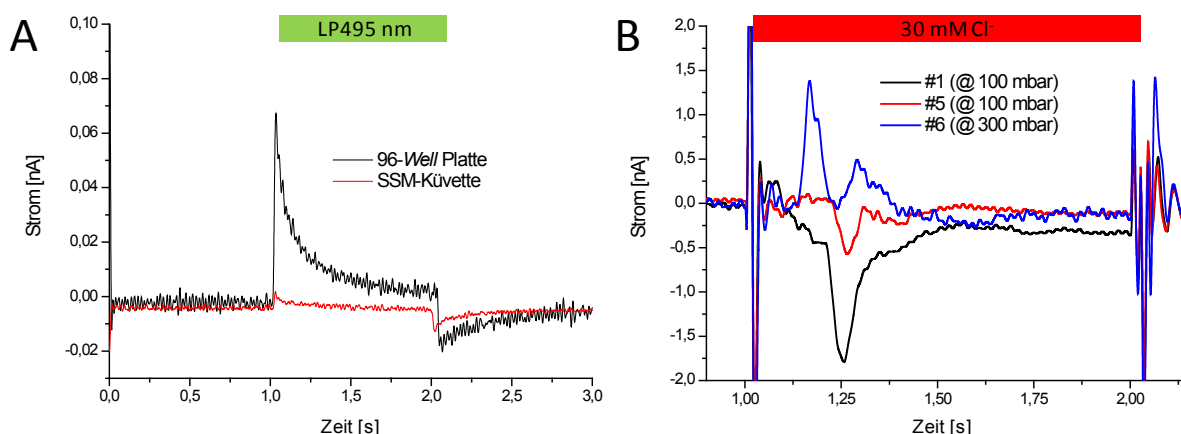 A
LP495 nm
0,10
0,08
0,06
0,04
0,02
0,00
-0,02
Strom [nA]
96-Well Platte
SSM-Küvette
0,0
0,5
1,0
1,5
2,0
2,5
3,0
Zeit [s]
B
30 mM Cl-
2,0
1,5
1,0
0,5
0,0
-0,5
-1,0
-1,5
-2,0
Strom [nA]
#1 (@ 100 mbar)
#5 (@ 100 mbar)
#6 (@ 300 mbar)
1,00
1,25
1,50
1,75
2,00
Zeit [s]